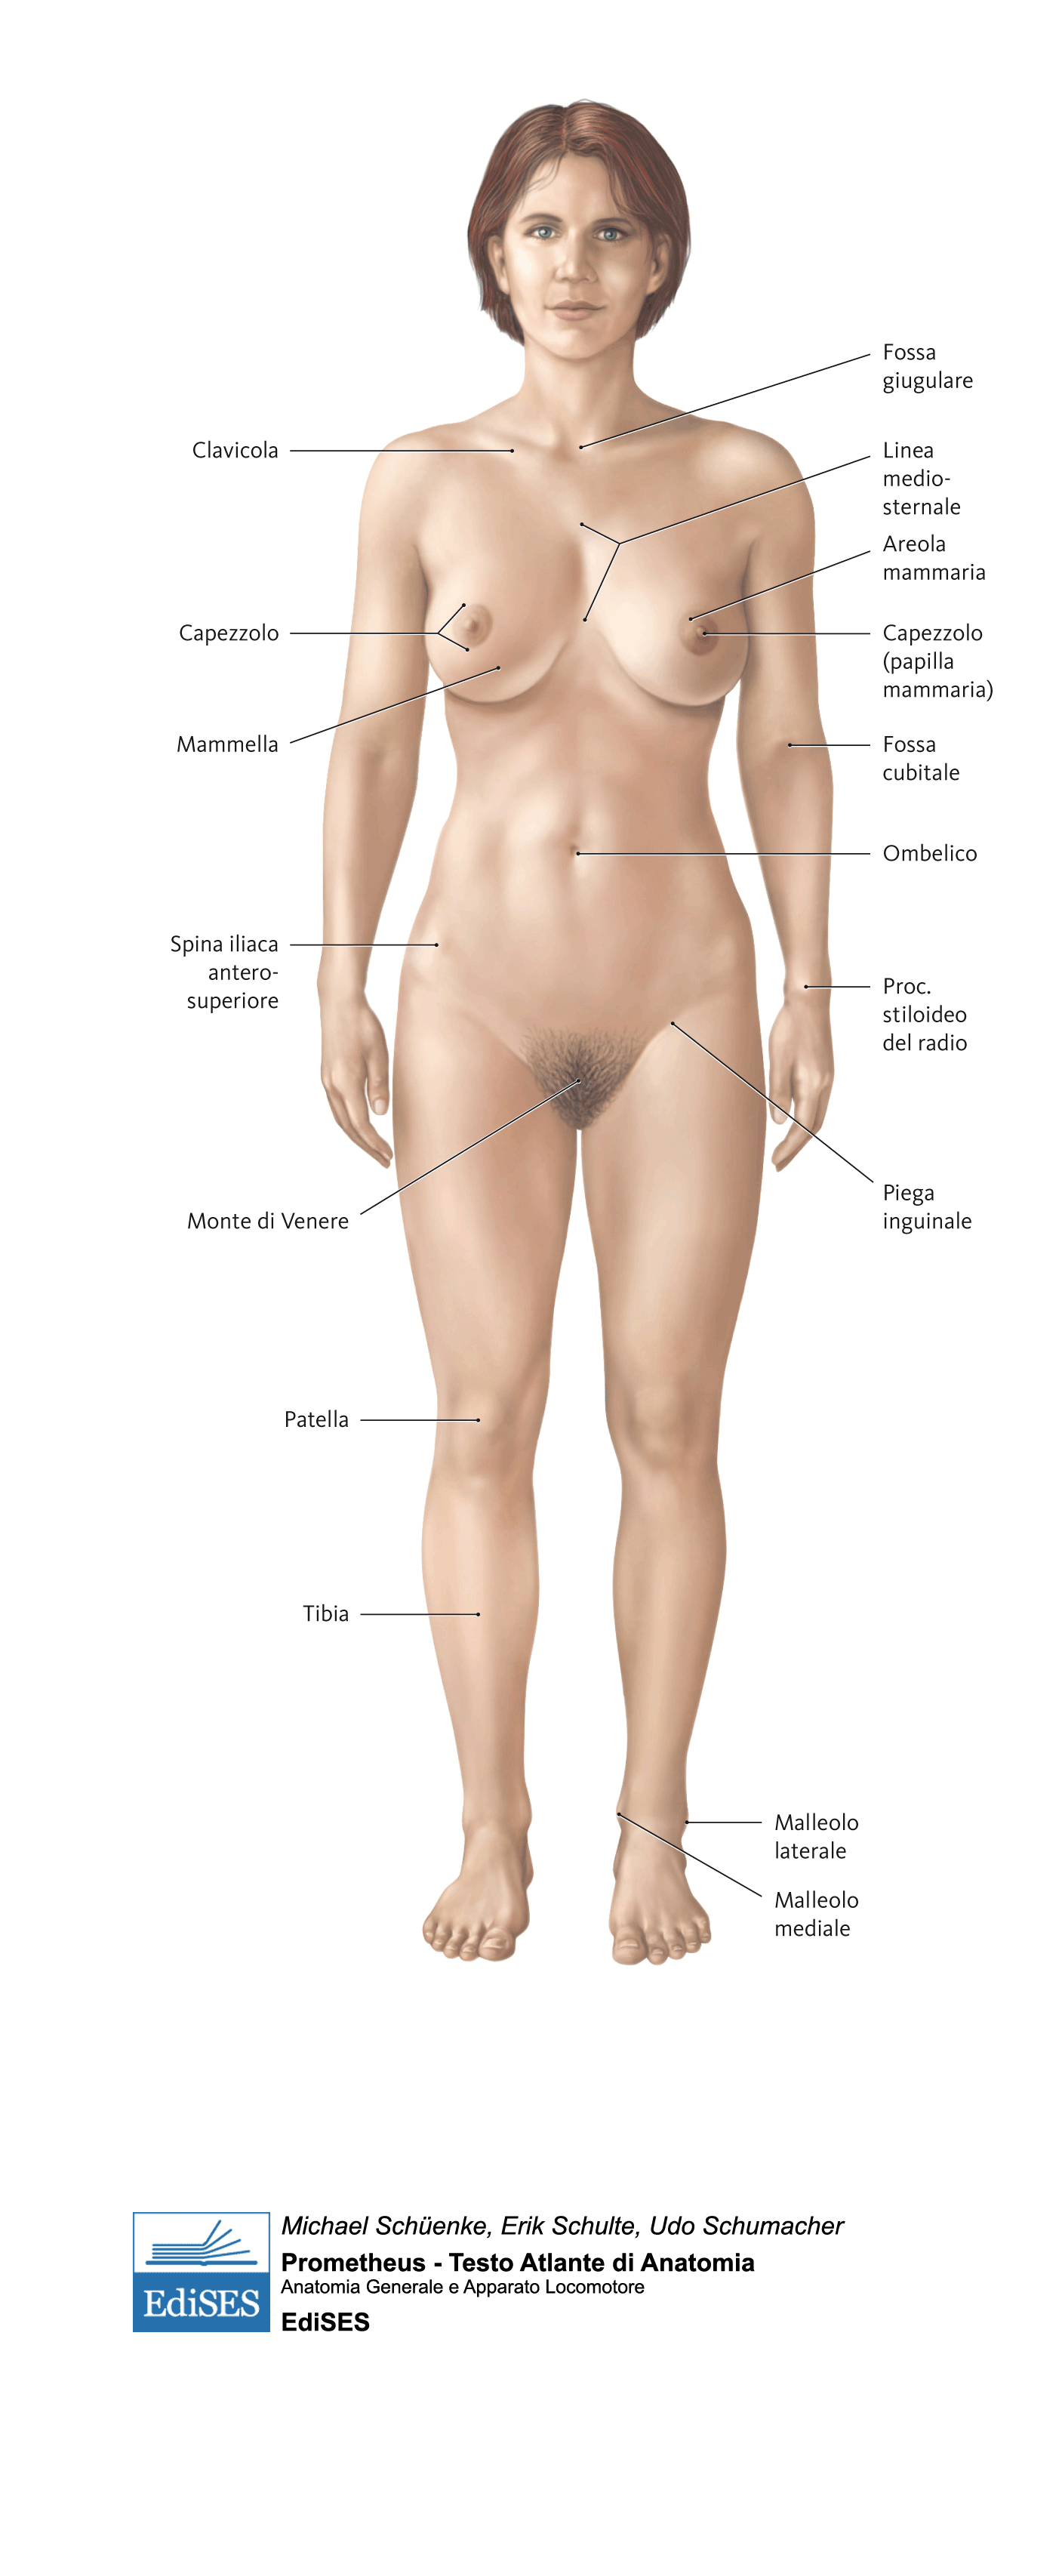 Fossa
giugulare
Clavicola
Linea
medio-
sternale
Areola
mammaria
Capezzolo
Capezzolo
(papilla
mammaria)
Mammella
Fossa
cubitale
Ombelico
Spina iliaca
antero-
superiore
Proc.
stiloideo
del radio
Piega
inguinale
Monte di Venere
Patella
Tibia
Malleolo
laterale
Malleolo
mediale
EdiSES
Michael Schüenke, Erik Schulte, Udo Schumacher
Prometheus - Testo Atlante di Anatomia
Anatomia Generale e Apparato Locomotore
EdiSES